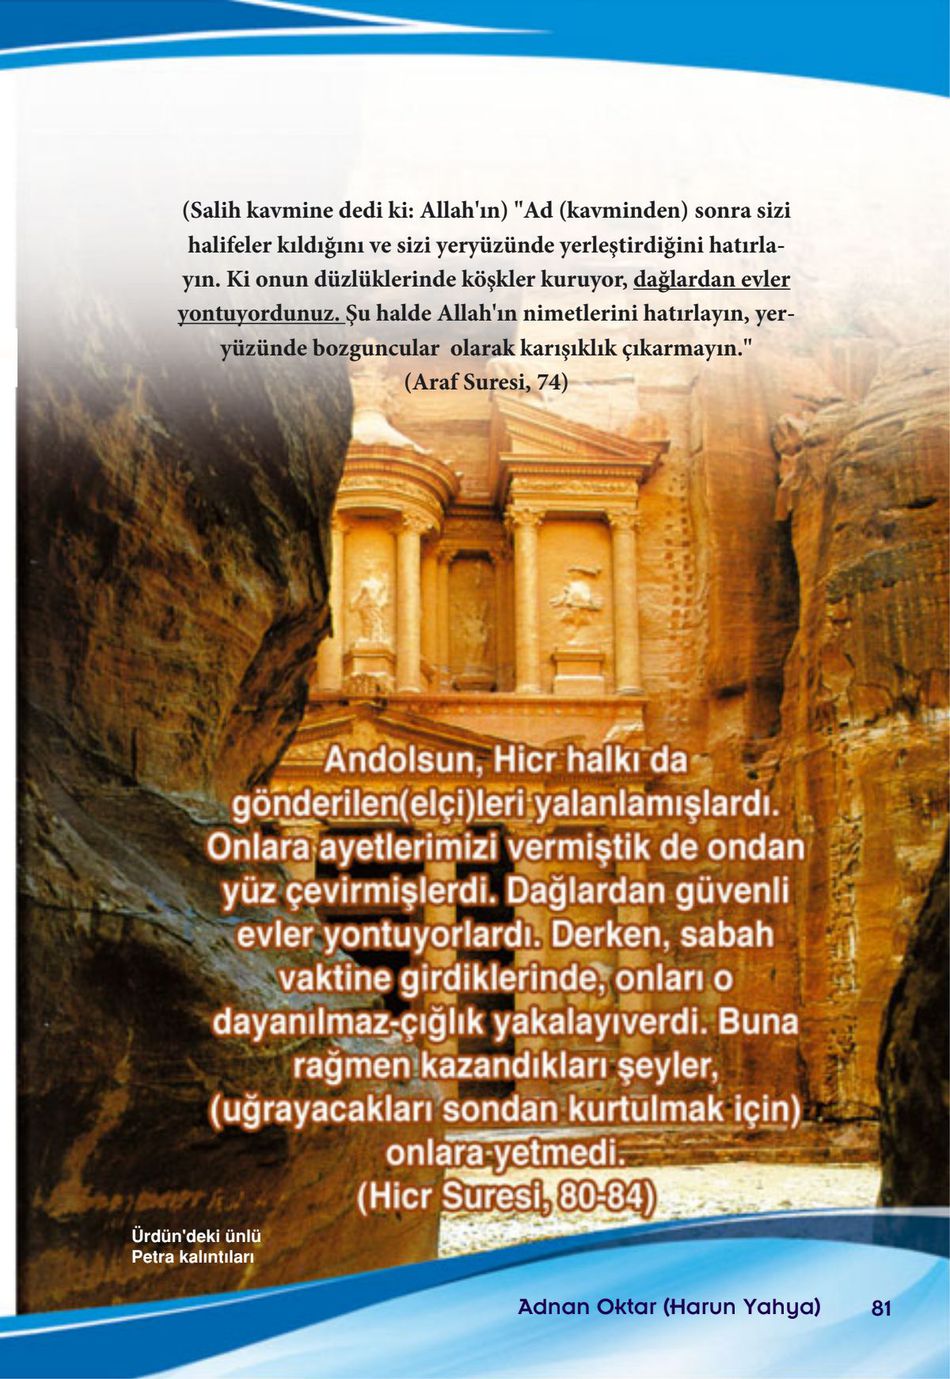 (Salih kavmine dedi ki: Allah'ın) "Ad (kavminden) sonra sizi
halifeler kıldığını ve sizi yeryüzünde yerleştirdiğini hatırla-
yın. Ki onun düzlüklerinde köşkler kuruyor, dağlardan evler
yontuyordunuz. Şu halde Allah'ın nimetlerini hatırlayın, yer-
yüzünde bozguncular olarak karışıklık çıkarmayın."
(Araf Suresi, 74)
Andolsun, Hicr halkı da
gönderilen(elçi)leri yalanlamışlardı.
Onlara ayetlerimizi vermiştik de ondan
yüz çevirmişlerdi. Dağlardan güvenli
evler yontuyorlardı. Derken, sabah
vaktine girdiklerinde, onları o
dayanılmaz-çığlık yakalayıverdi. Buna
rağmen kazandıkları şeyler,
(uğrayacakları sondan kurtulmak için)
onlara yetmedi.
(Hicr Suresi, 80-84)
Ürdün'deki ünlü
Petra kalıntıları
Adnan Oktar (Harun Yahya) 81